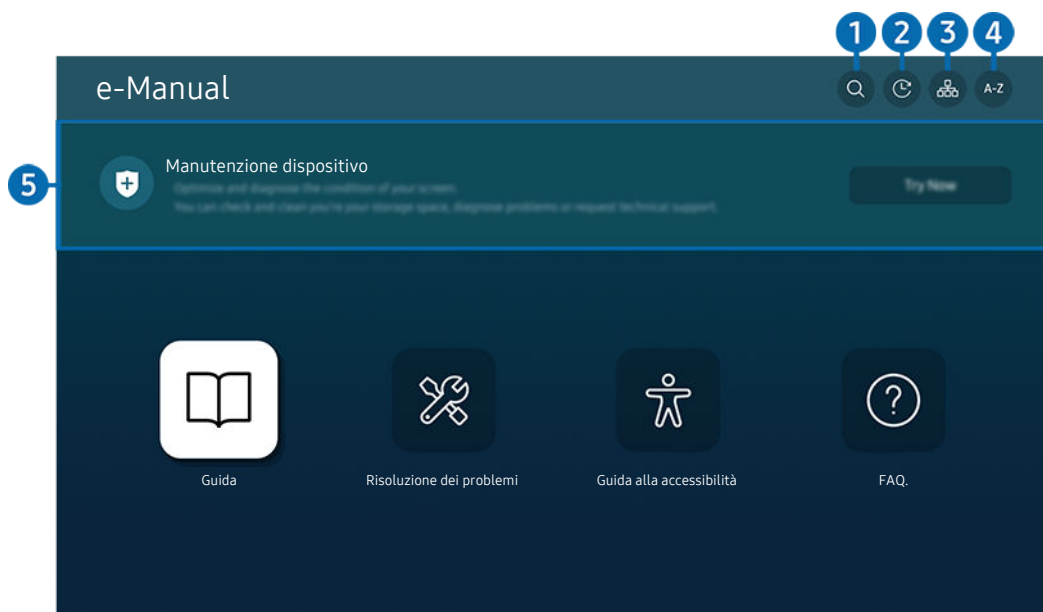 1 2 3 4
e-Manual
A-Z
5
Manutenzione dispositivo
Optimize and diagnose the condition of your screen.
You can check and clean you're your storage space, diagnose problems or request technical support.
Try Now
Guida
Risoluzione dei problemi
Guida alla accessibilità
FAQ.